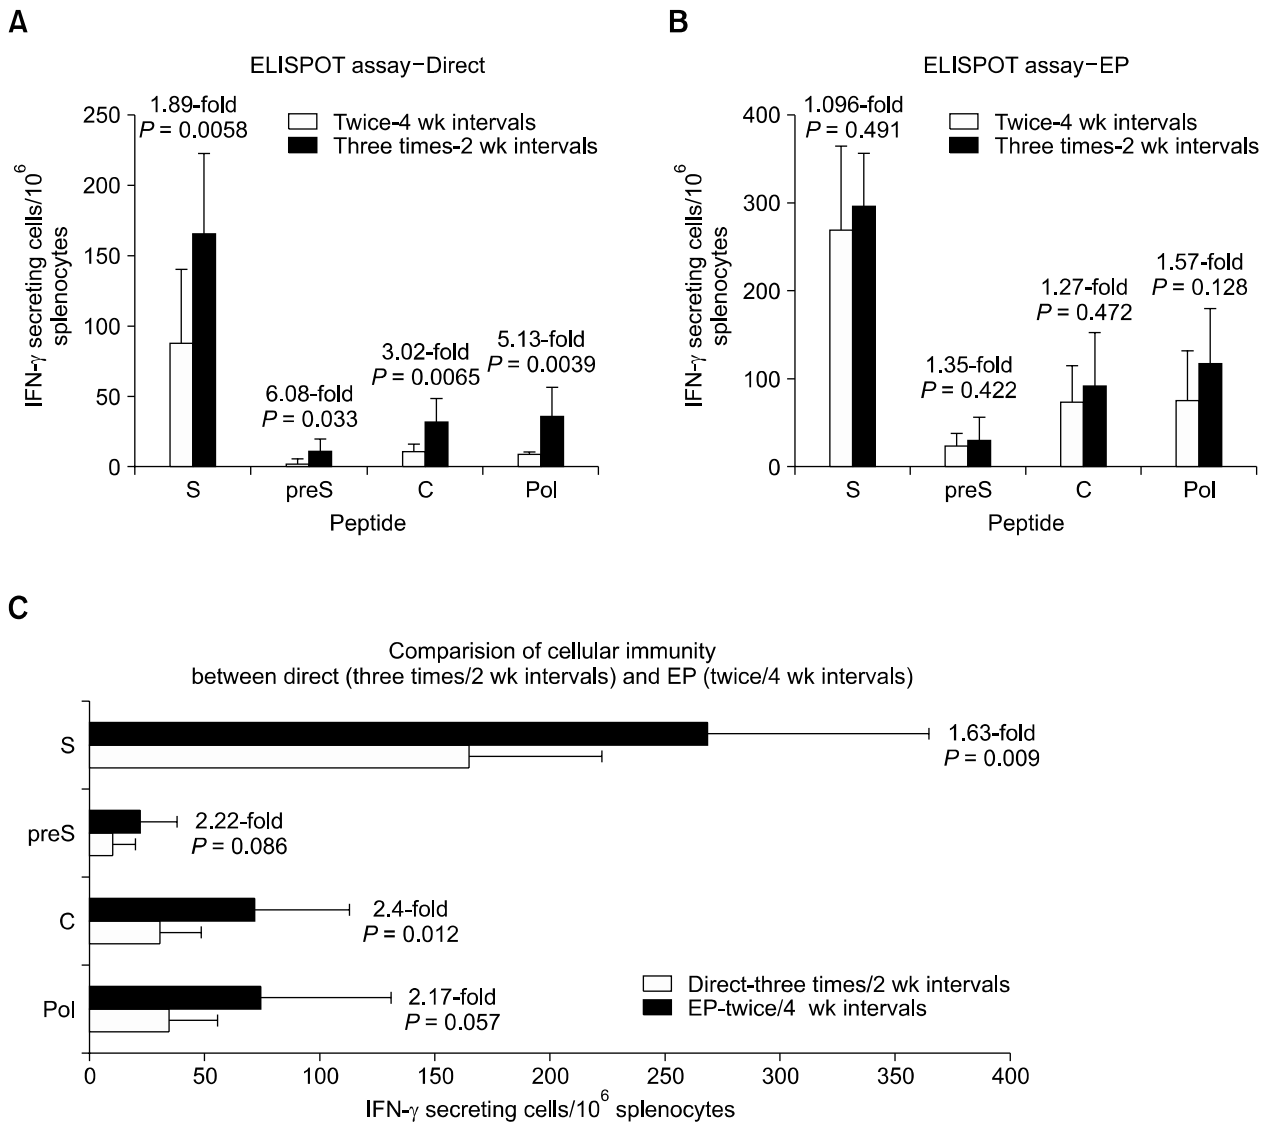 A
ELISPOT assay–Direct
IFN-γ secreting cells/10⁶
splenocytes
250
200
150
100
50
0
1.89-fold
P = 0.0058
Twice-4 wk intervals
Three times-2 wk intervals
6.08-fold
P = 0.033
3.02-fold
P = 0.0065
5.13-fold
P = 0.0039
S
preS
C
Pol
Peptide
B
ELISPOT assay–EP
IFN-γ secreting cells/10⁶
splenocytes
400
300
200
100
0
1.096-fold
P = 0.491
Twice-4 wk intervals
Three times-2 wk intervals
1.35-fold
P = 0.422
1.27-fold
P = 0.472
1.57-fold
P = 0.128
S
preS
C
Pol
Peptide
C
Comparision of cellular immunity
between direct (three times/2 wk intervals) and EP (twice/4 wk intervals)
S
1.63-fold
P = 0.009
preS
2.22-fold
P = 0.086
C
2.4-fold
P = 0.012
Pol
2.17-fold
P = 0.057
Direct-three times/2 wk intervals
EP-twice/4 wk intervals
0 50 100 150 200 250 300 350 400
IFN-γ secreting cells/10⁶ splenocytes